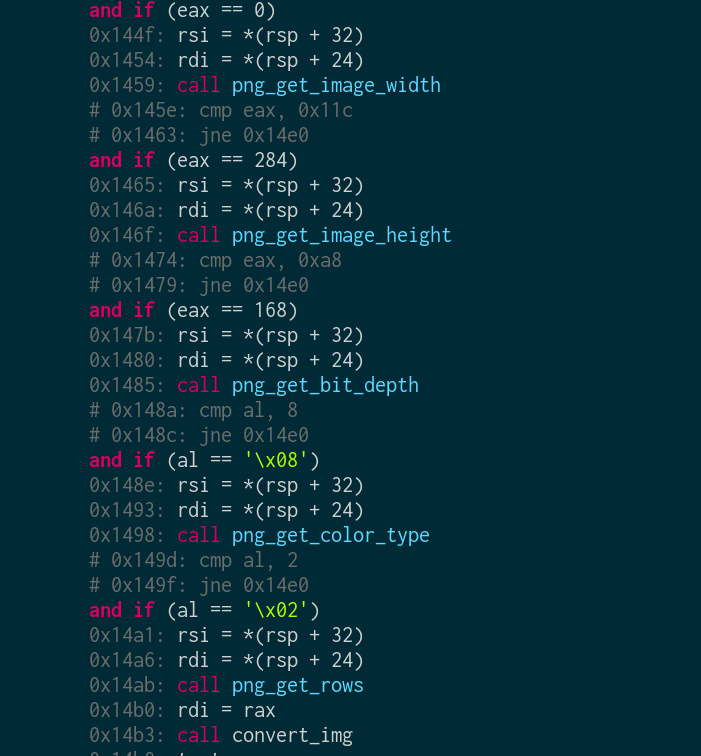 and if (eax == 0)
0x144f: rsi = *(rsp + 32)
0x1454: rdi = *(rsp + 24)
0x1459: call png_get_image_width
# 0x145e: cmp eax, 0x11c
# 0x1463: jne 0x14e0
and if (eax == 284)
0x1465: rsi = *(rsp + 32)
0x146a: rdi = *(rsp + 24)
0x146f: call png_get_image_height
# 0x1474: cmp eax, 0xa8
# 0x1479: jne 0x14e0
and if (eax == 168)
0x147b: rsi = *(rsp + 32)
0x1480: rdi = *(rsp + 24)
0x1485: call png_get_bit_depth
# 0x148a: cmp al, 8
# 0x148c: jne 0x14e0
and if (al == '\x08')
0x148e: rsi = *(rsp + 32)
0x1493: rdi = *(rsp + 24)
0x1498: call png_get_color_type
# 0x149d: cmp al, 2
# 0x149f: jne 0x14e0
and if (al == '\x02')
0x14a1: rsi = *(rsp + 32)
0x14a6: rdi = *(rsp + 24)
0x14ab: call png_get_rows
0x14b0: rdi = rax
0x14b3: call convert_img